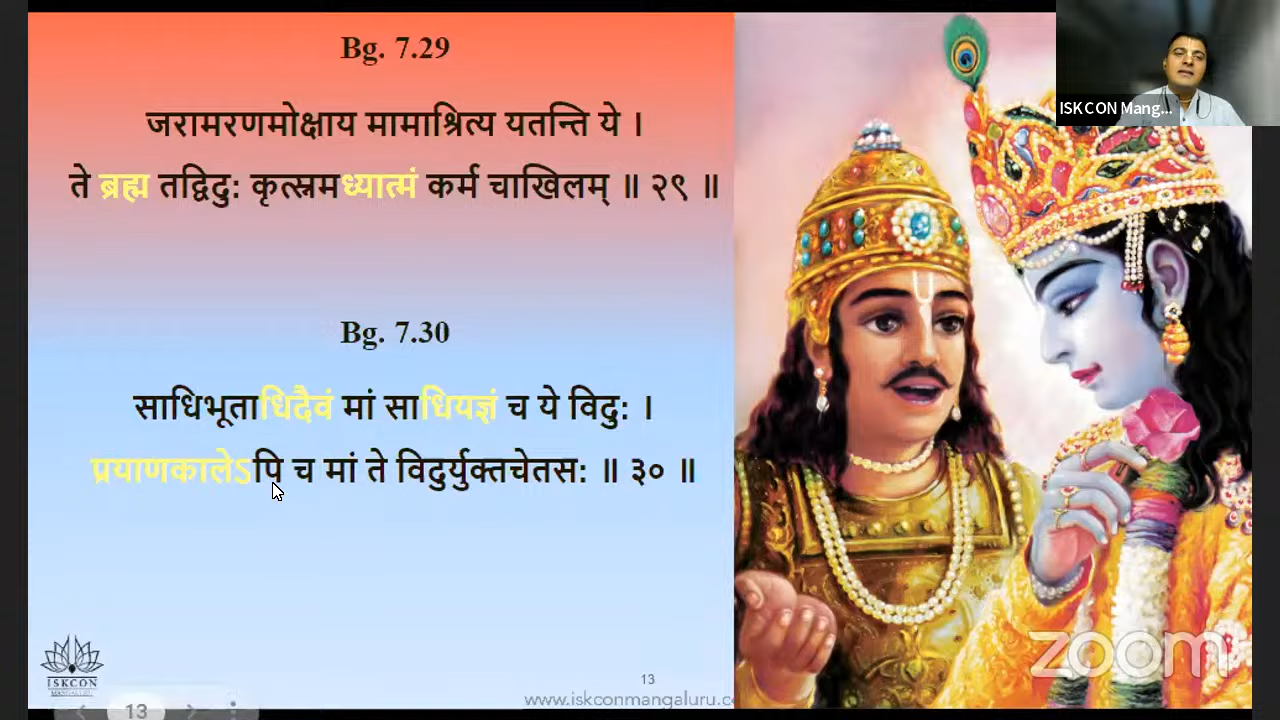 Bg. 7.29
जरामरणमोक्षाय मामाश्रित्य यतन्ति ये ।
ते ब्रह्म तद्विदु: कृत्स्नमध्यात्मं कर्म चाखिलम् ॥ २९ ॥
Bg. 7.30
साधिभूताधिदैवं मां साधियज्ञं च ये विदु: ।
प्रयाणकालेऽपि च मां ते विदुर्युक्तचेतस: ॥ ३० ॥
ISKCON Mang...
ISKCON
zoom
13
www.iskconmangaluru.c
13